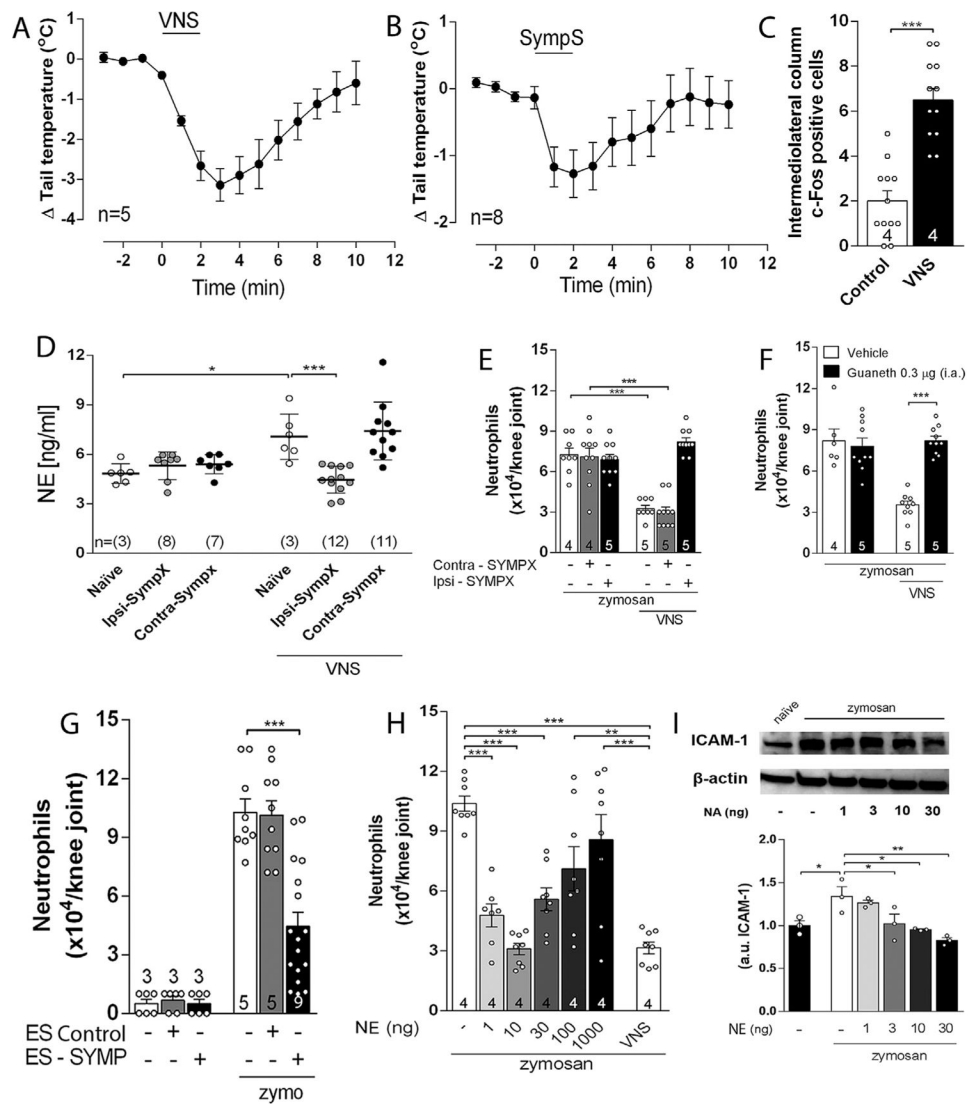 A
VNS
Δ Tail temperature (°C)
1
0
-1
-2
-3
-4
n=5
-2 0 2 4 6 8 10 12
Time (min)
B
SympS
Δ Tail temperature (°C)
1
0
-1
-2
n=8
-2 0 2 4 6 8 10 12
Time (min)
C
***
Intermediolateral column
c-Fos positive cells
10
8
6
4
2
0
4 4
Control VNS
D
* ***
NE [ng/ml]
12
9
6
3
0
n=(3) (8) (7) (3) (12) (11)
Naïve Ipsi-SympX Contra-Sympx Naïve Ipsi-SympX Contra-Sympx
VNS
E
***
***
Neutrophils
(x10⁴/knee joint)
15
12
9
6
3
0
4 4 5 5 5 5
Contra - SYMPX - + - - + -
Ipsi - SYMPX - - + - - +
zymosan
VNS
F
Vehicle
Guaneth 0.3 µg (i.a.)
***
Neutrophils
(x10⁴/knee joint)
15
12
9
6
3
0
4 5 5 5
zymosan
VNS
G
***
Neutrophils
(x10⁴/knee joint)
15
12
9
6
3
0
3 3 3
5 5 9
ES Control - + - - + -
ES - SYMP - - + - - +
zymo
H
***
*** **
*** ***
***
Neutrophils
(x10⁴/knee joint)
15
12
9
6
3
0
4 4 4 4 4 4 4
NE (ng) - 1 10 30 100 1000 VNS
zymosan
I
naïve zymosan
ICAM-1
β-actin
NA (ng) - - 1 3 10 30
**
*
* *
(a.u. ICAM-1)
2.0
1.5
1.0
0.5
NE (ng) - - 1 3 10 30
zymosan